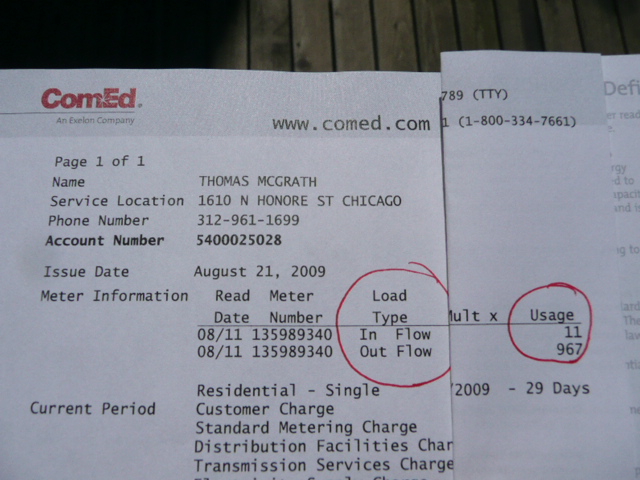 ComEd.
An Exelon Company
www.comed.com
789 (TTY)
1 (1-800-334-7661)
Page 1 of 1
Name THOMAS MCGRATH
Service Location 1610 N HONORE ST CHICAGO
Phone Number 312-961-1699
Account Number 5400025028
Issue Date August 21, 2009
Meter Information Read Meter Load
Date Number Type Mult x Usage
08/11 135989340 In Flow 11
08/11 135989340 Out Flow 967
Residential - Single /2009 - 29 Days
Current Period Customer Charge
Standard Metering Charge
Distribution Facilities Char
Transmission Services Charge
Defi